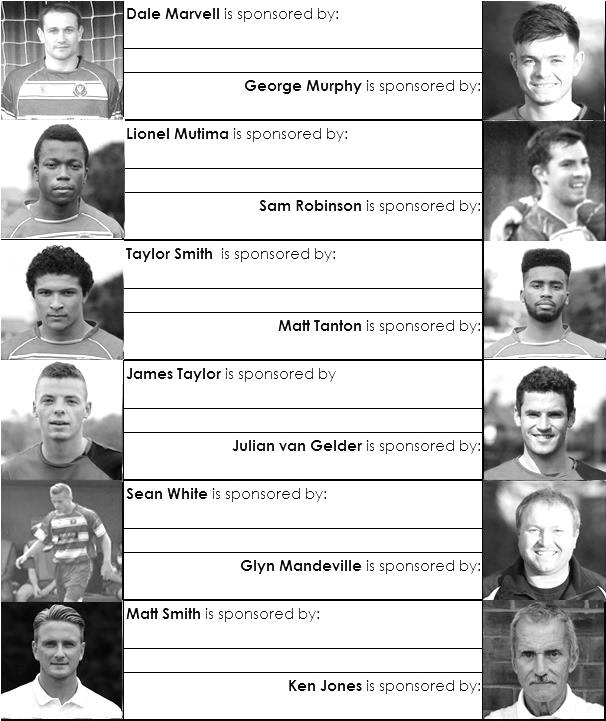 Dale Marvell is sponsored by:
George Murphy is sponsored by:
Lionel Mutima is sponsored by:
Sam Robinson is sponsored by:
Taylor Smith  is sponsored by:
Matt Tanton is sponsored by:
James Taylor is sponsored by
Julian van Gelder is sponsored by:
Sean White is sponsored by:
Glyn Mandeville is sponsored by:
Matt Smith is sponsored by:
Ken Jones is sponsored by: